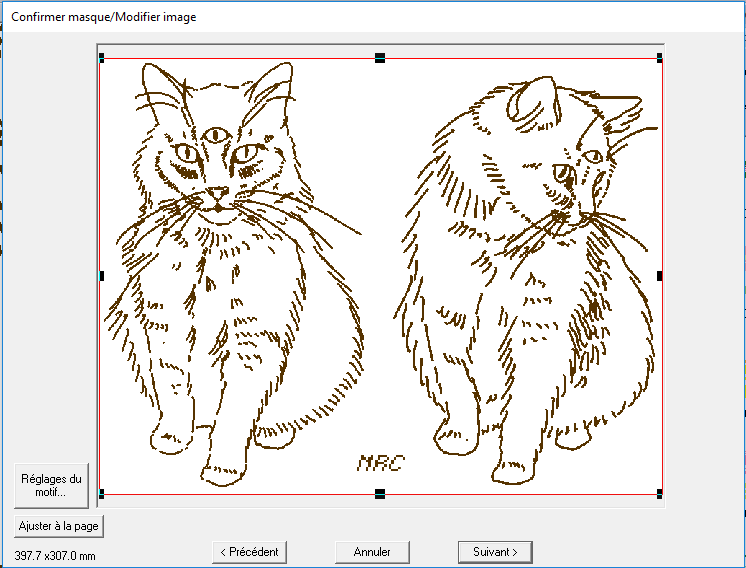 Confirmer masque/Modifier image
MRC
Réglages du
motif...
Ajuster à la page
397.7 x307.0 mm
< Précédent
Annuler
Suivant >